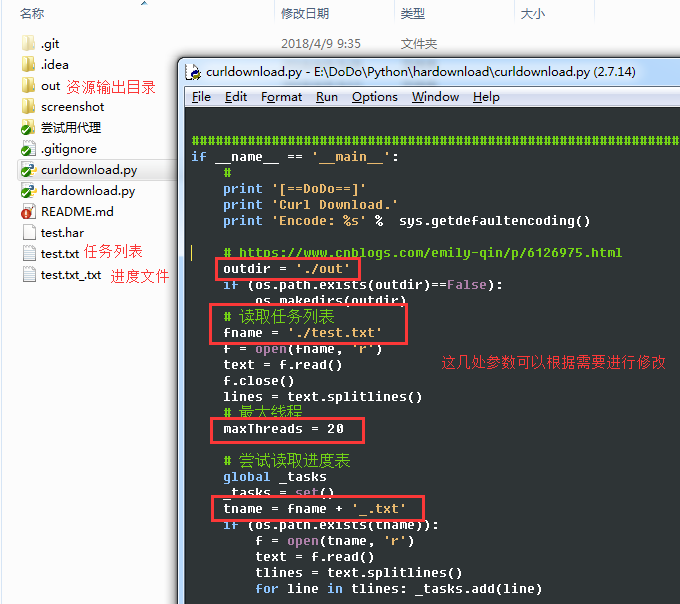 名称 修改日期 类型 大小
.git 2018/4/9 9:35 文件夹
.idea
out 资源输出目录
screenshot
尝试用代理
.gitignore
curldownload.py
hardownload.py
README.md
test.har
test.txt 任务列表
test.txt_.txt 进度文件
curldownload.py - E:\DoDo\Python\hardownload\curldownload.py (2.7.14)
File Edit Format Run Options Window Help
##############################################################
if __name__ == '__main__':
#
print '[==DoDo==]'
print 'Curl Download.'
print 'Encode: %s' % sys.getdefaultencoding()
# https://www.cnblogs.com/emily-qin/p/6126975.html
outdir = './out'
if (os.path.exists(outdir)==False):
os.makedirs(outdir)
# 读取任务列表
fname = './test.txt'
f = open(fname, 'r')
text = f.read()
f.close()
lines = text.splitlines()
# 最大线程
maxThreads = 20
这几处参数可以根据需要进行修改
# 尝试读取进度表
global _tasks
_tasks = set()
tname = fname + '_.txt'
if (os.path.exists(tname)):
f = open(tname, 'r')
text = f.read()
tlines = text.splitlines()
for line in tlines: _tasks.add(line)